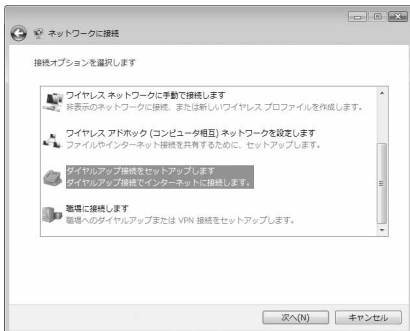 ネットワークに接続
接続オプションを選択します
ワイヤレス ネットワークに手動で接続します
非表示のネットワークに接続、または新しいワイヤレス プロファイルを作成します。
ワイヤレス アドホック (コンピュータ相互) ネットワークを設定します
ファイルやインターネット接続を共有するために、セットアップします。
ダイヤルアップ接続をセットアップします
ダイヤルアップ接続でインターネットに接続します。
職場に接続します
職場へのダイヤルアップまたは VPN 接続をセットアップします。
次へ(N)
キャンセル